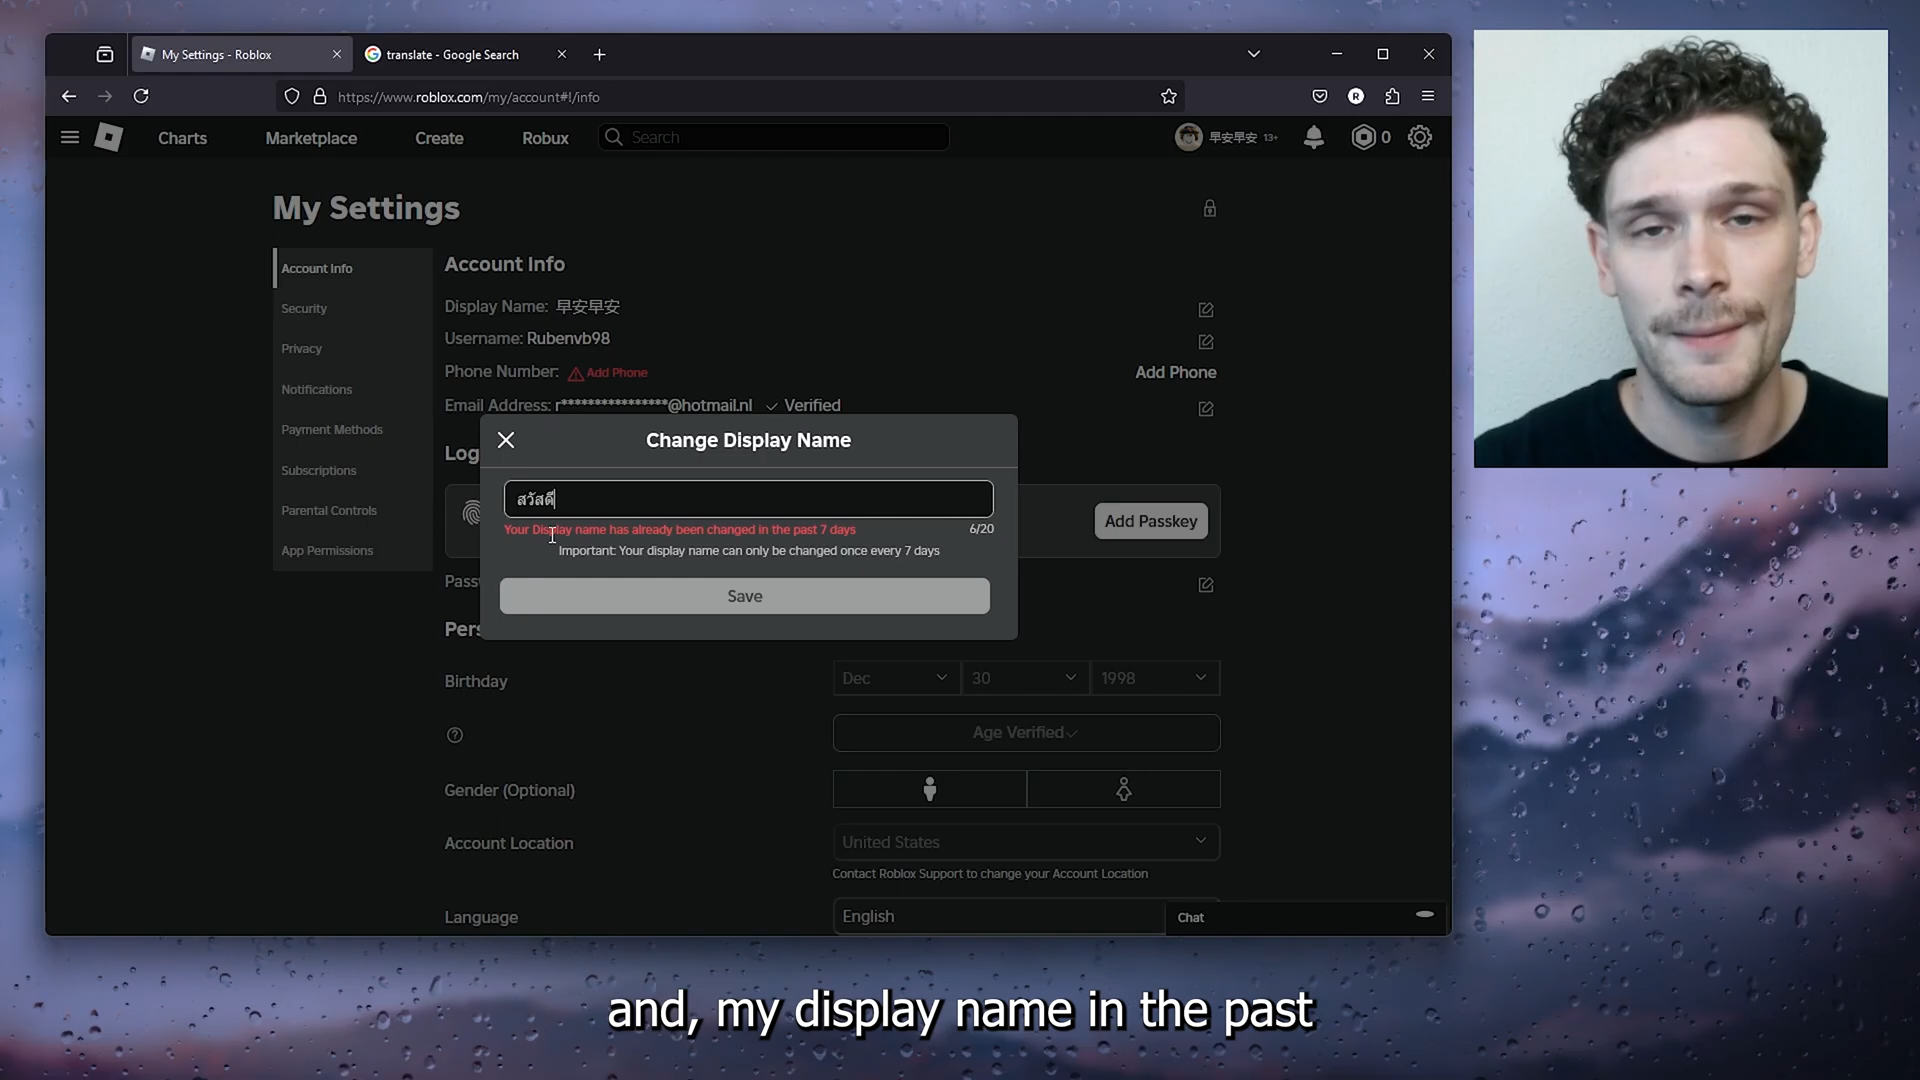 My Settings - Roblox
translate - Google Search
https://www.roblox.com/my/account#!/info
Charts
Marketplace
Create
Robux
Search
早安早安 13+
0
My Settings
Account Info
Security
Privacy
Notifications
Payment Methods
Subscriptions
Parental Controls
App Permissions
Account Info
Display Name: 早安早安
Username: Rubenvb98
Phone Number: Add Phone
Add Phone
Email Address: r****************@hotmail.nl Verified
Log
Change Display Name
สวัสดี
Your Display name has already been changed in the past 7 days
6/20
Important: Your display name can only be changed once every 7 days
Save
Add Passkey
Pass
Pers
Birthday
Dec
30
1998
Age Verified
Gender (Optional)
Account Location
United States
Contact Roblox Support to change your Account Location
Language
English
Chat
and, my display name in the past